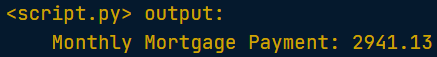 <script.py> output:
Monthly Mortgage Payment: 2941.13